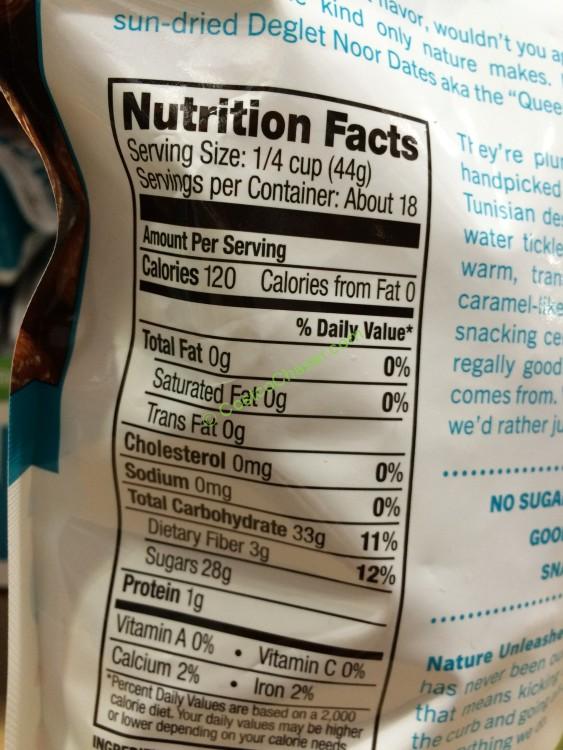 flavor, wouldn't you
kind only nature makes.
sun-dried Deglet Noor Dates aka the "Quee
Nutrition Facts
Serving Size: 1/4 cup (44g)
Servings per Container: About 18
Amount Per Serving
Calories 120 Calories from Fat 0
% Daily Value*
Total Fat 0g 0%
Saturated Fat 0g 0%
Trans Fat 0g
Cholesterol 0mg 0%
Sodium 0mg 0%
Total Carbohydrate 33g 11%
Dietary Fiber 3g 12%
Sugars 28g
Protein 1g
Vitamin A 0% • Vitamin C 0%
Calcium 2% • Iron 2%
*Percent Daily Values are based on a 2,000
calorie diet. Your daily values may be higher
or lower depending on your calorie needs.
They're plu
handpicked
Tunisian de
water tickle
warm, tran
caramel-like
snacking ce
regally good
comes from.
we'd rather ju
NO SUGA
GOO
SNA
Nature Unleashe
has never been ou
that means kicking
the curb and going